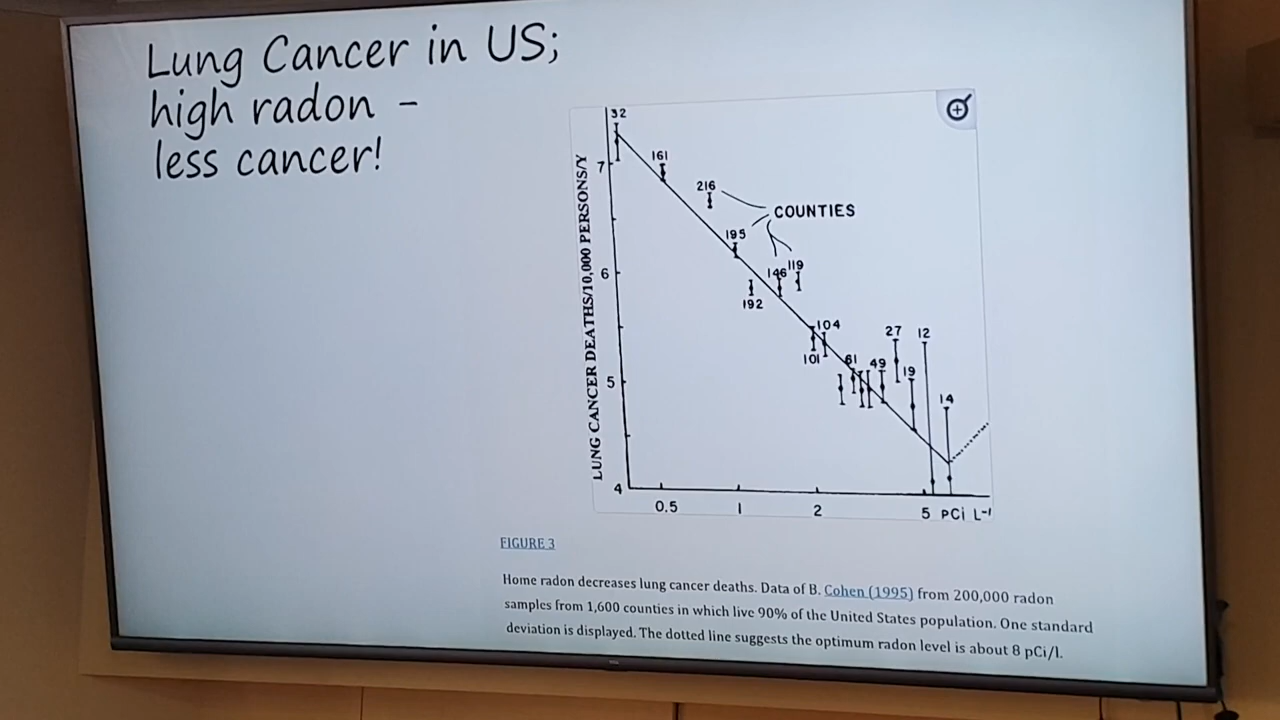 Lung Cancer in US;
high radon –
less cancer!
32
161
7
216
COUNTIES
195
119
146
6
192
104
101
27
12
61
49
19
5
14
4
0.5
1
2
5 PCi L-1
LUNG CANCER DEATHS/10,000 PERSONS/Y
FIGURE 3
Home radon decreases lung cancer deaths. Data of B. Cohen (1995) from 200,000 radon
samples from 1,600 counties in which live 90% of the United States population. One standard
deviation is displayed. The dotted line suggests the optimum radon level is about 8 pCi/l.